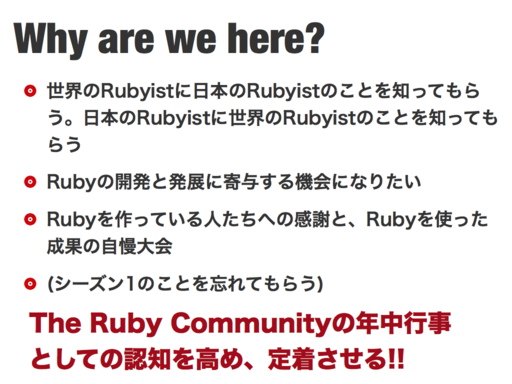 Why are we here?
世界のRubyistに日本のRubyistのことを知ってもら
う。日本のRubyistに世界のRubyistのことを知っても
らう
Rubyの開発と発展に寄与する機会になりたい
Rubyを作っている人たちへの感謝と、Rubyを使った
成果の自慢大会
(シーズン1のことを忘れてもらう)
The Ruby Communityの年中行事
としての認知を高め、定着させる!!